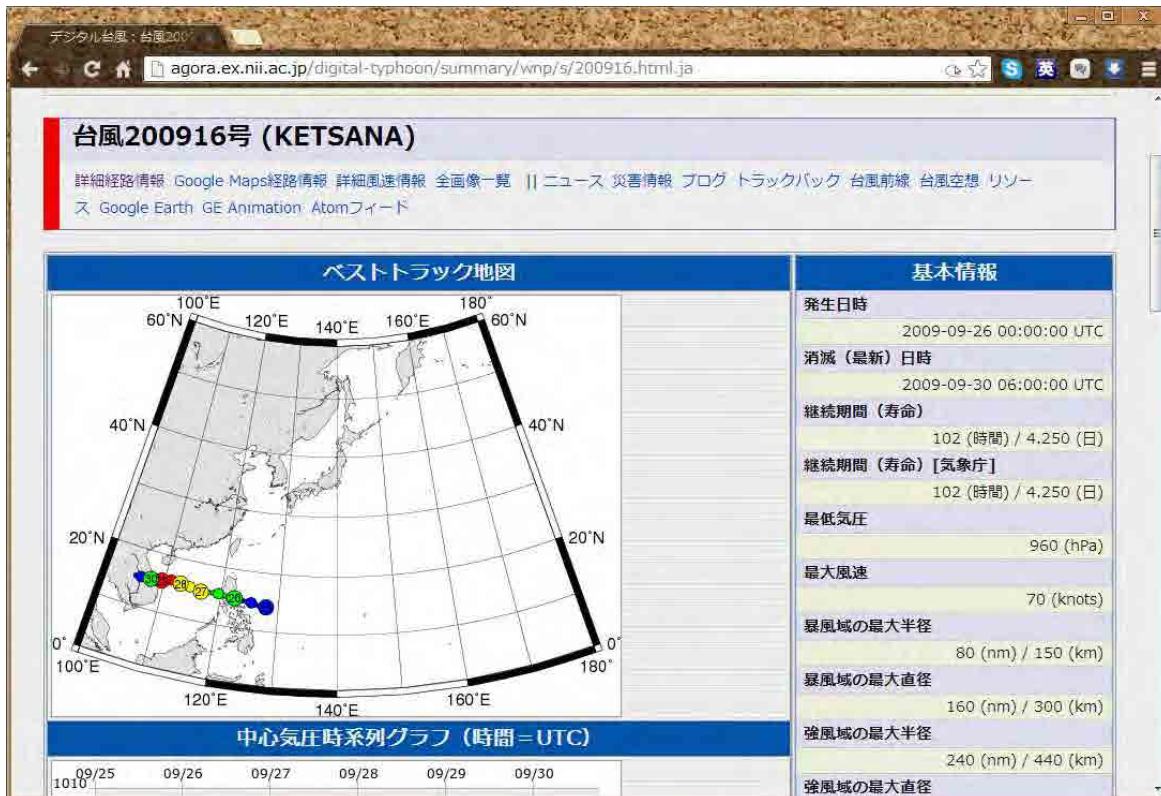 デジタル台風：台風200
agora.ex.nii.ac.jp/digital-typhoon/summary/wnp/s/200916.html.ja
英
台風200916号 (KETSANA)
詳細経路情報 Google Maps経路情報 詳細風速情報 全画像一覧 || ニュース 災害情報 ブログ トラックバック 台風前線 台風空想 リソー
ス Google Earth GE Animation Atomフィード
ベストトラック地図
100°E 180°
60°N 120°E 140°E 160°E 60°N
40°N 40°N
20°N 20°N
30 28 27 26
0° 0°
100°E 180°
120°E 160°E
140°E
中心気圧時系列グラフ（時間＝UTC）
09/25 09/26 09/27 09/28 09/29 09/30
1010
基本情報
発生日時
2009-09-26 00:00:00 UTC
消滅（最新）日時
2009-09-30 06:00:00 UTC
継続期間（寿命）
102 (時間) / 4.250 (日)
継続期間（寿命）[気象庁]
102 (時間) / 4.250 (日)
最低気圧
960 (hPa)
最大風速
70 (knots)
暴風域の最大半径
80 (nm) / 150 (km)
暴風域の最大直径
160 (nm) / 300 (km)
強風域の最大半径
240 (nm) / 440 (km)
強風域の最大直径